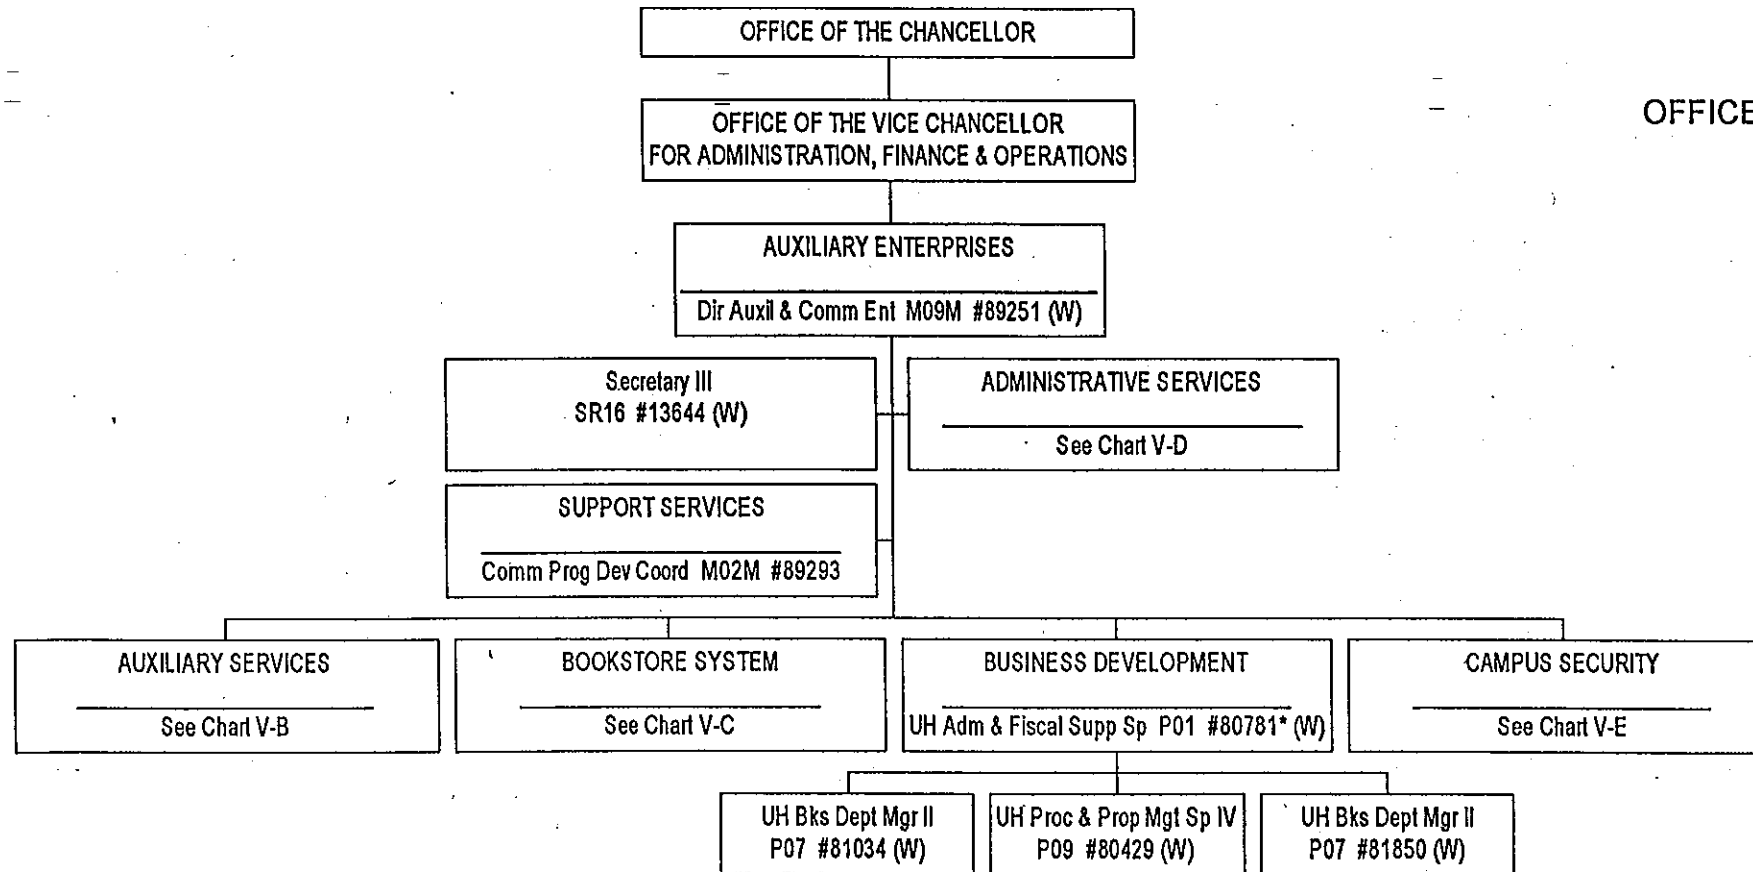 OFFICE OF THE CHANCELLOR
OFFICE OF THE VICE CHANCELLOR
FOR ADMINISTRATION, FINANCE & OPERATIONS
OFFICE
AUXILIARY ENTERPRISES
Dir Auxil & Comm Ent M09M #89251 (W)
Secretary III
SR16 #13644 (W)
ADMINISTRATIVE SERVICES
See Chart V-D
SUPPORT SERVICES
Comm Prog Dev Coord M02M #89293
AUXILIARY SERVICES
See Chart V-B
BOOKSTORE SYSTEM
See Chart V-C
BUSINESS DEVELOPMENT
UH Adm & Fiscal Supp Sp P01 #80781* (W)
CAMPUS SECURITY
See Chart V-E
UH Bks Dept Mgr II
P07 #81034 (W)
UH Proc & Prop Mgt Sp IV
P09 #80429 (W)
UH Bks Dept Mgr II
P07 #81850 (W)